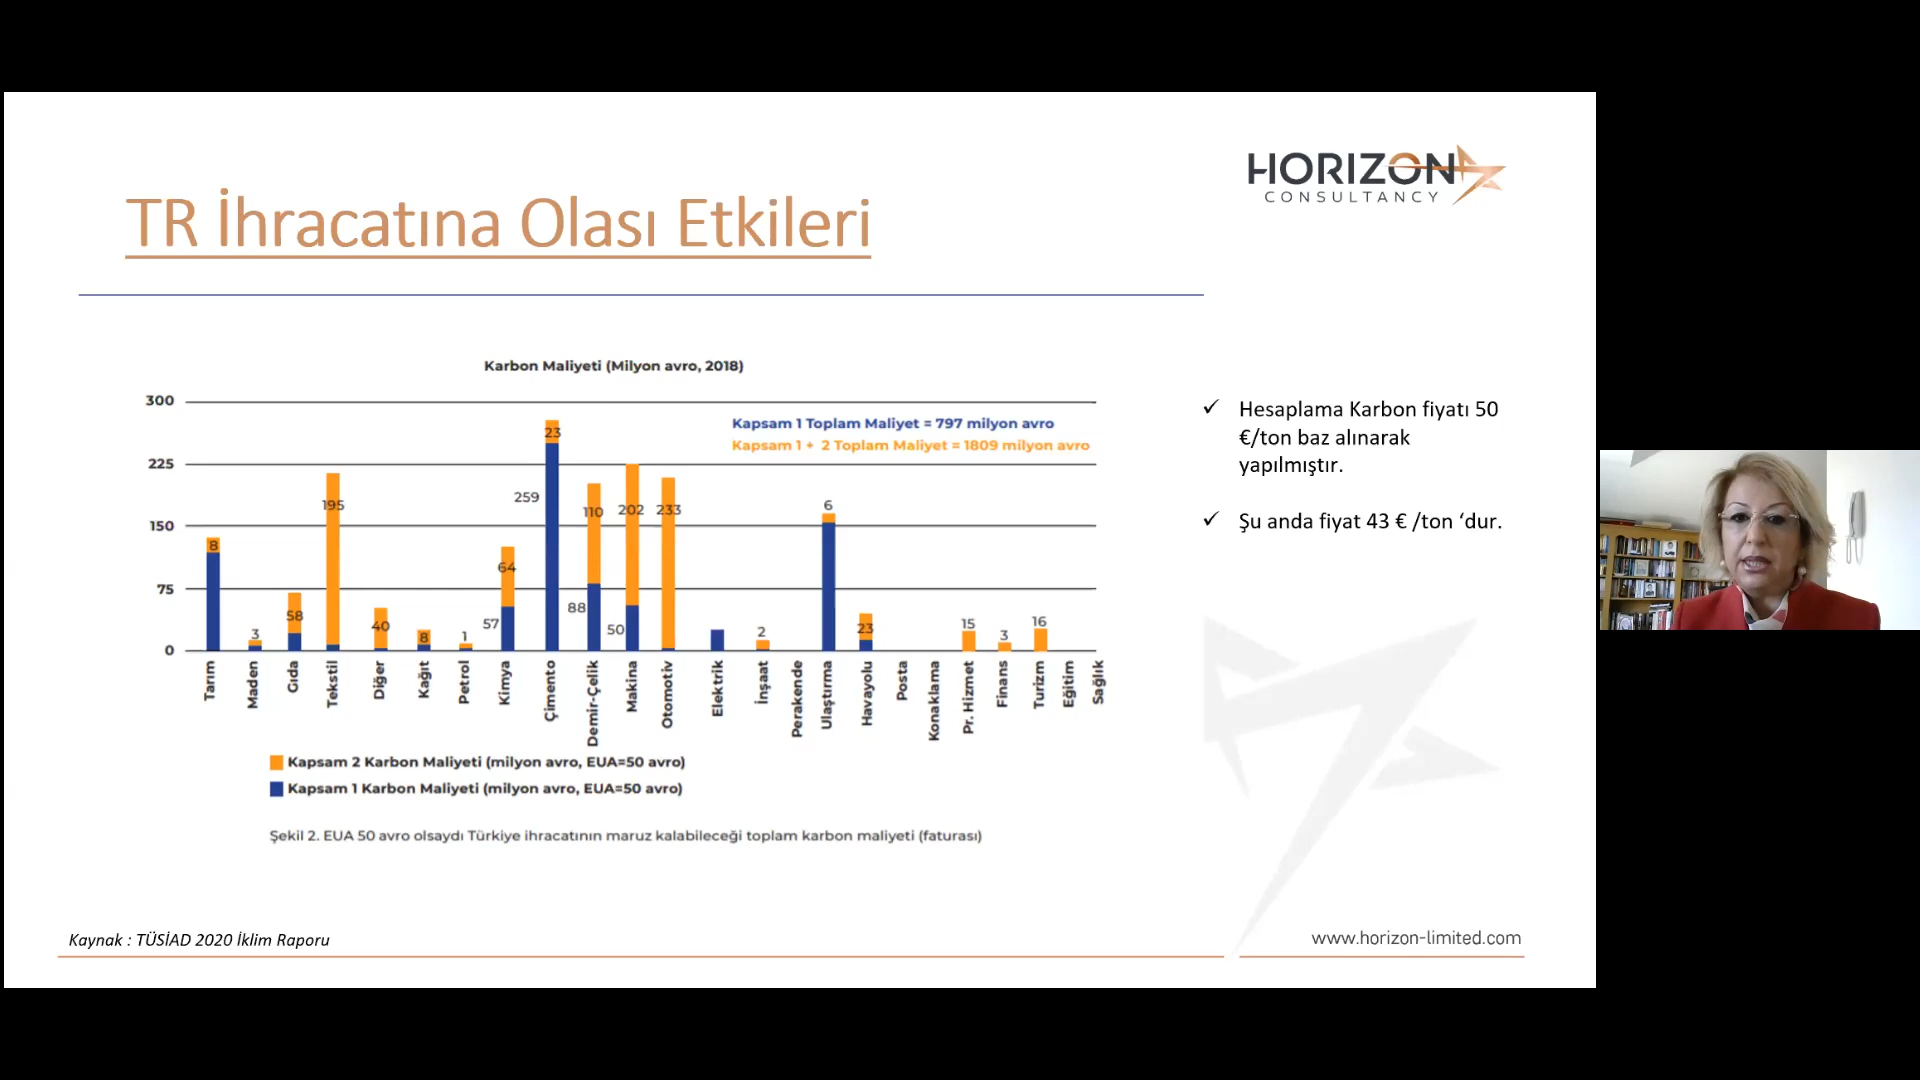 HORIZON
CONSULTANCY
TR İhracatına Olası Etkileri
Karbon Maliyeti (Milyon avro, 2018)
300
225
150
75
0
Kapsam 1 Toplam Maliyet = 797 milyon avro
Kapsam 1 + 2 Toplam Maliyet = 1809 milyon avro
8
3
58
195
40
8
1
57
64
259
23
88
110
50
202
233
2
6
23
15
3
16
Tarım
Maden
Gıda
Tekstil
Diğer
Kağıt
Petrol
Kimya
Çimento
Demir-Çelik
Makina
Otomotiv
Elektrik
İnşaat
Perakende
Ulaştırma
Havayolu
Posta
Konaklama
Pr. Hizmet
Finans
Turizm
Eğitim
Sağlık
Kapsam 2 Karbon Maliyeti (milyon avro, EUA=50 avro)
Kapsam 1 Karbon Maliyeti (milyon avro, EUA=50 avro)
Şekil 2. EUA 50 avro olsaydı Türkiye ihracatının maruz kalabileceği toplam karbon maliyeti (faturası)
✓ Hesaplama Karbon fiyatı 50
€/ton baz alınarak
yapılmıştır.
✓ Şu anda fiyat 43 € /ton ‘dur.
Kaynak : TÜSİAD 2020 İklim Raporu
www.horizon-limited.com